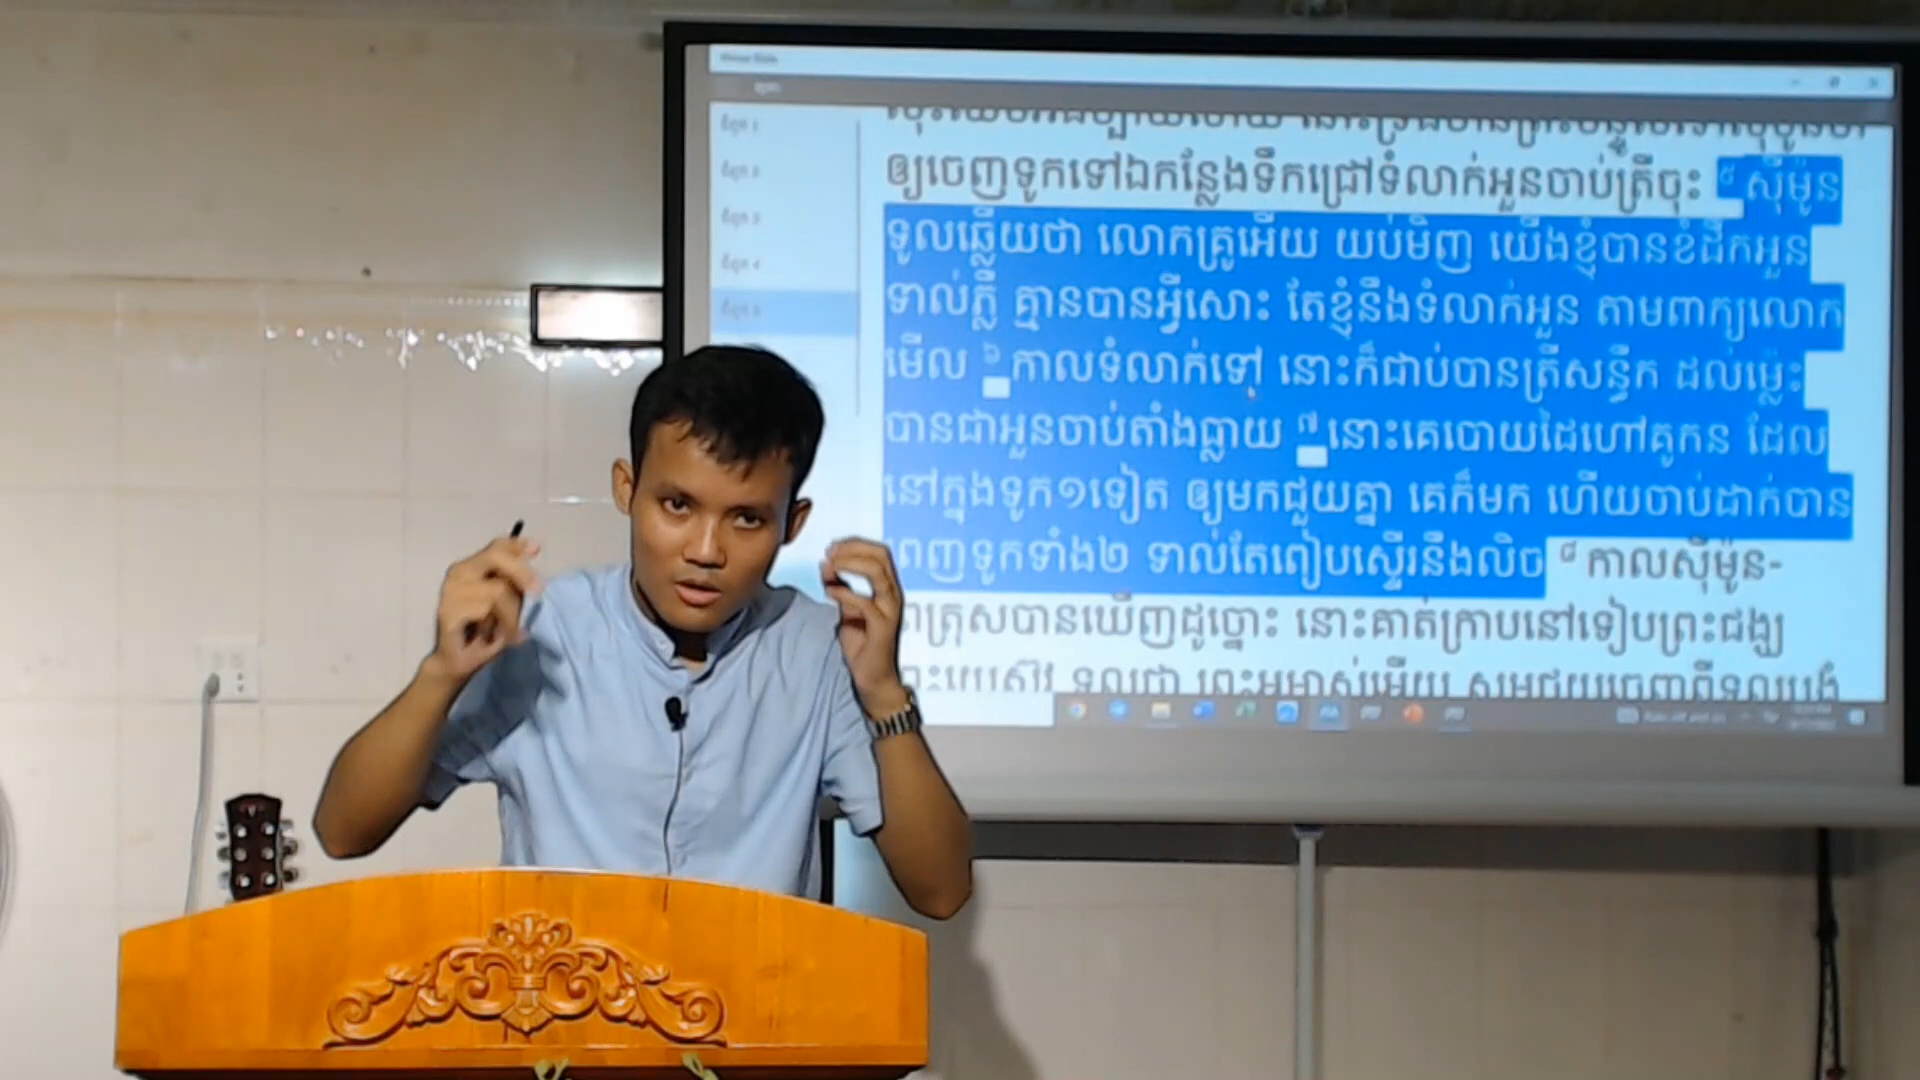 ឲ្យចេញទូកទៅឯកន្លែងទឹកជ្រៅទំលាក់អួនចាប់ត្រីចុះ ៥ ស៊ីម៉ូន
ទូលឆ្លើយថា លោកគ្រូអើយ យប់មិញ យើងខ្ញុំបានខំដឹកអួន
ទាល់ភ្លឺ គ្មានបានអ្វីសោះ តែខ្ញុំនឹងទំលាក់អួន តាមពាក្យលោក
មើល ៦ កាលទំលាក់ទៅ នោះក៏ជាប់បានត្រីសន្ធឹក ដល់ម៉្លេះ
បានជាអួនចាប់តាំងធ្លាយ ៧ នោះគេបោយដៃហៅគូកន ដែល
នៅក្នុងទូក១ទៀត ឲ្យមកជួយគ្នា គេក៏មក ហើយចាប់ដាក់បាន
ពេញទូកទាំង២ ទាល់តែពៀបស្ទើរនឹងលិច ៨ កាលស៊ីម៉ូន-
ពេត្រុសបានឃើញដូច្នោះ នោះគាត់ក្រាបនៅទៀបព្រះជង្ឃ